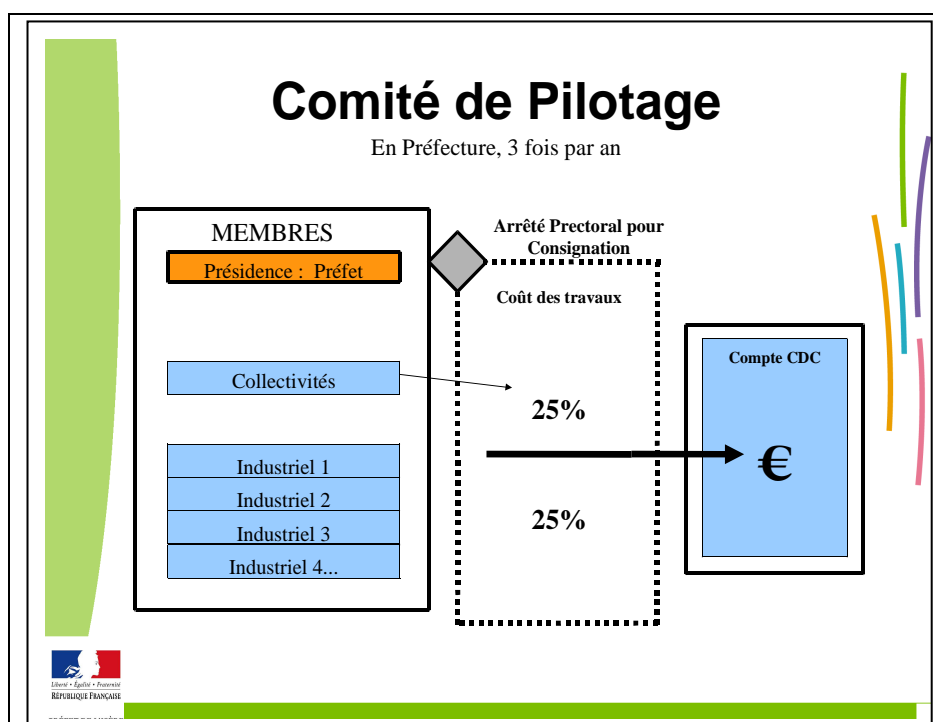 Comité de Pilotage
En Préfecture, 3 fois par an
MEMBRES
Présidence : Préfet
Collectivités
Industriel 1
Industriel 2
Industriel 3
Industriel 4...
Arrêté Prectoral pour
Consignation
Coût des travaux
25%
25%
Compte CDC
€
Liberté • Égalité • Fraternité
RÉPUBLIQUE FRANÇAISE